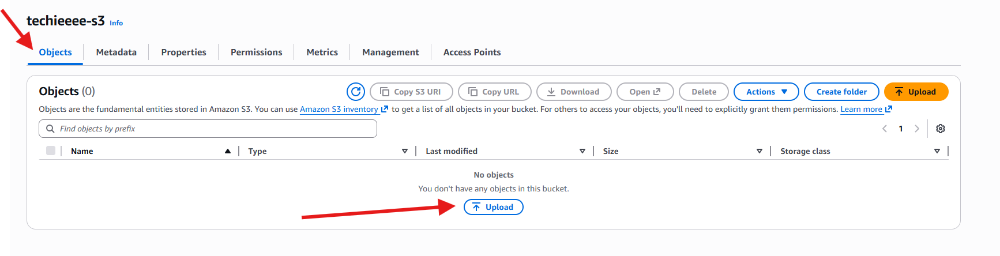 techieeee-s3 Info
Objects Metadata Properties Permissions Metrics Management Access Points
Objects (0) Copy S3 URI Copy URL Download Open Delete Actions Create folder Upload
Objects are the fundamental entities stored in Amazon S3. You can use Amazon S3 inventory to get a list of all objects in your bucket. For others to access your objects, you'll need to explicitly grant them permissions. Learn more
Find objects by prefix 1
Name Type Last modified Size Storage class
No objects
You don't have any objects in this bucket.
Upload